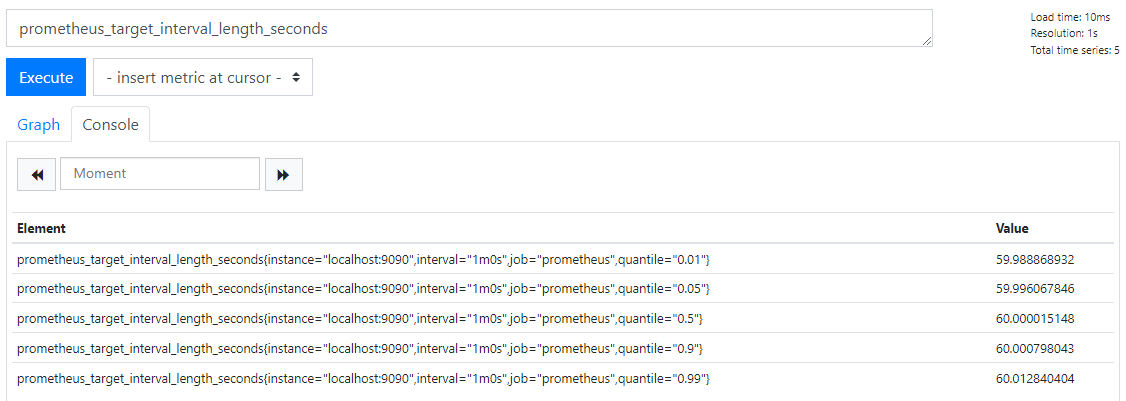 prometheus_target_interval_length_seconds
Load time: 10ms
Resolution: 1s
Total time series: 5
Execute - insert metric at cursor -
Graph Console
Moment
Element Value
prometheus_target_interval_length_seconds{instance="localhost:9090",interval="1m0s",job="prometheus",quantile="0.01"} 59.988868932
prometheus_target_interval_length_seconds{instance="localhost:9090",interval="1m0s",job="prometheus",quantile="0.05"} 59.996067846
prometheus_target_interval_length_seconds{instance="localhost:9090",interval="1m0s",job="prometheus",quantile="0.5"} 60.000015148
prometheus_target_interval_length_seconds{instance="localhost:9090",interval="1m0s",job="prometheus",quantile="0.9"} 60.000798043
prometheus_target_interval_length_seconds{instance="localhost:9090",interval="1m0s",job="prometheus",quantile="0.99"} 60.012840404